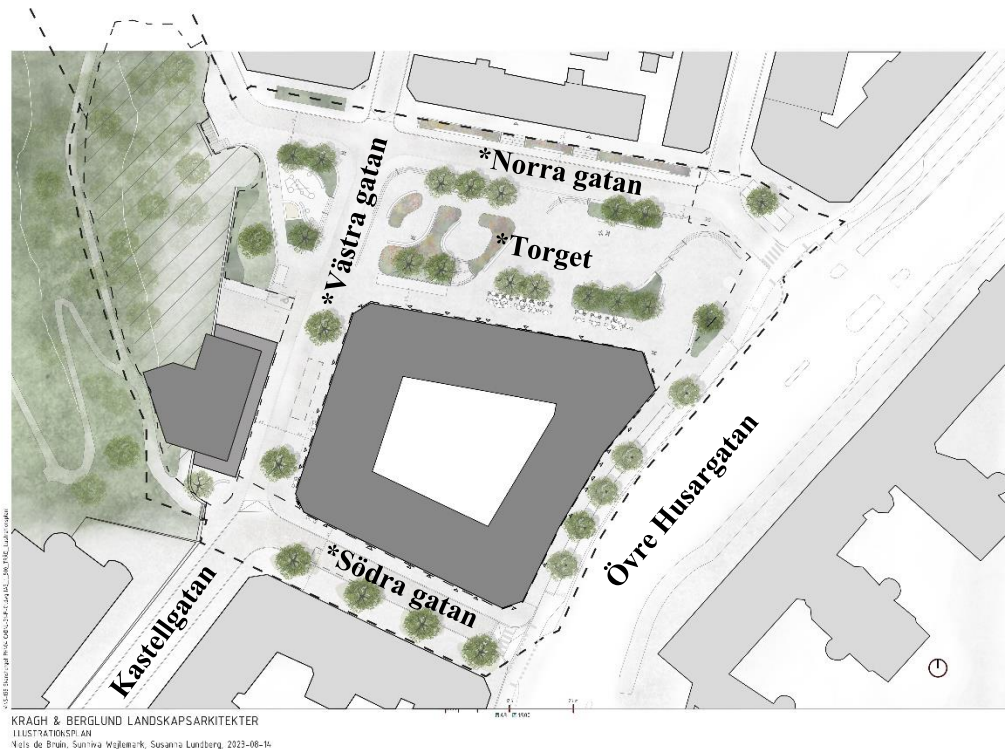 *Norra gatan
*Västra gatan
*Torget
*Södra gatan
Övre Husargatan
Kastellgatan
KRAGH & BERGLUND LANDSKAPSARKITEKTER
ILLUSTRATIONSPLAN
Niels de Bruin, Sunniva Wejlemark, Susanna Lundberg, 2023-08-14